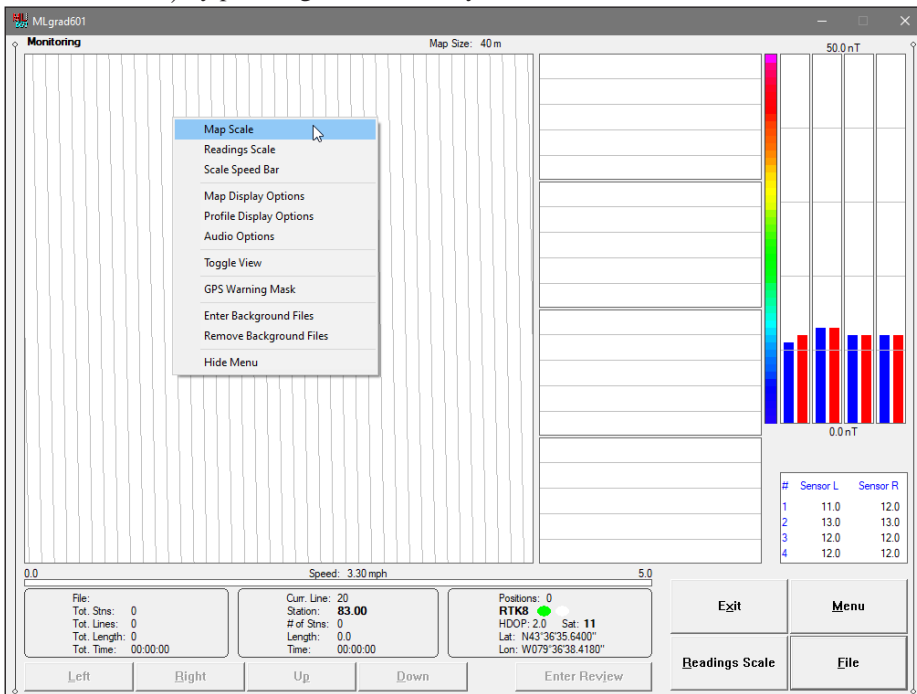 MLgrad601
Monitoring
Map Size: 40 m
50.0 nT
Map Scale
Readings Scale
Scale Speed Bar
Map Display Options
Profile Display Options
Audio Options
Toggle View
GPS Warning Mask
Enter Background Files
Remove Background Files
Hide Menu
0.0 nT
# Sensor L Sensor R
1 11.0 12.0
2 13.0 13.0
3 12.0 12.0
4 12.0 12.0
0.0 Speed: 3.30 mph 5.0
File:
Tot. Stns: 0
Tot. Lines: 0
Tot. Length: 0
Tot. Time: 00:00:00
Curr. Line: 20
Station: 83.00
# of Stns: 0
Length: 0.0
Time: 00:00:00
Positions: 0
RTK8
HDOP: 2.0 Sat: 11
Lat: N43°36'35.6400"
Lon: W079°36'38.4180"
Exit Menu
Readings Scale File
Left Right Up Down Enter Review